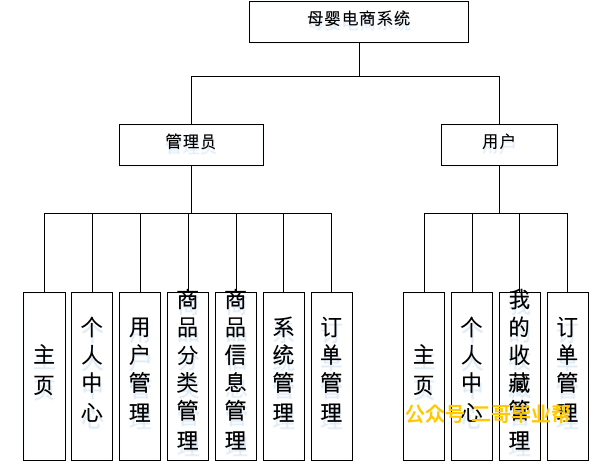 母婴电商系统
管理员
用户
主页
个人中心
用户管理
商品分类管理
商品信息管理
系统管理
订单管理
主页
个人中心
我的收藏管理
订单管理
公众号 二哥毕业帮